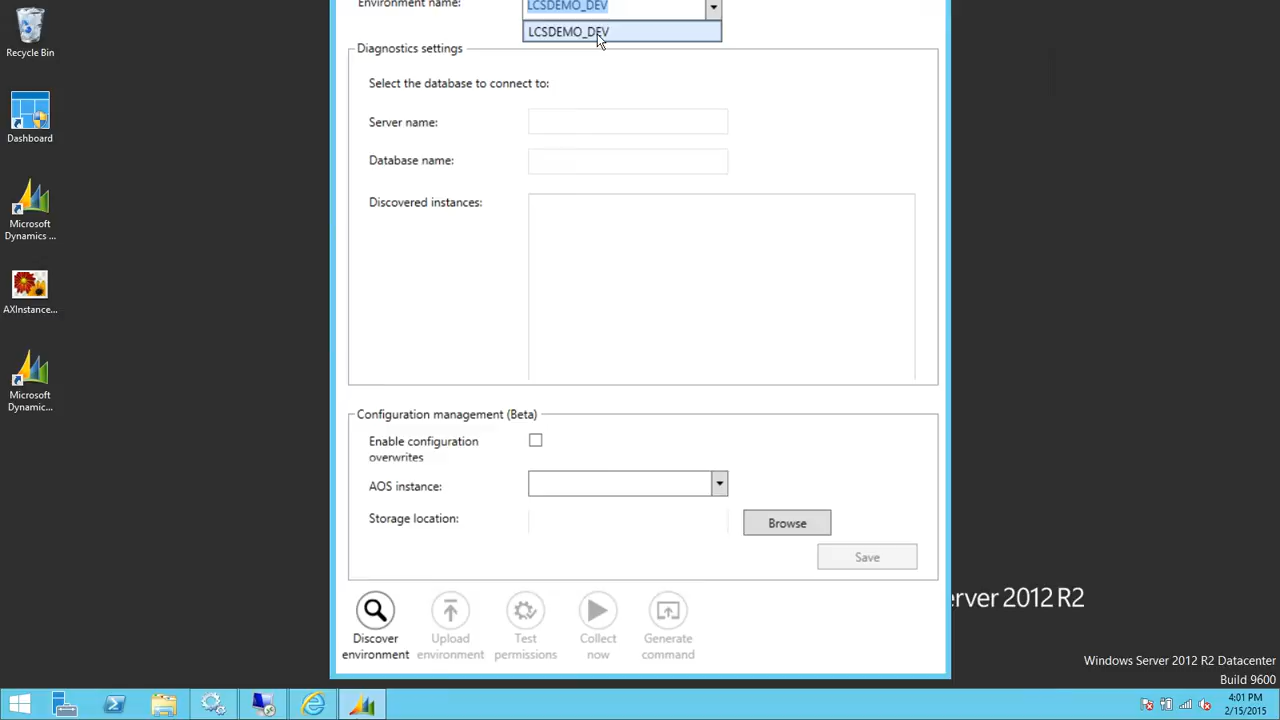 Recycle Bin
Dashboard
Microsoft
Dynamics ...
AXInstance...
Microsoft
Dynamic...
Environment name:
LCSDEMO_DEV
LCSDEMO_DEV
Diagnostics settings
Select the database to connect to:
Server name:
Database name:
Discovered instances:
Configuration management (Beta)
Enable configuration
overwrites
AOS instance:
Storage location:
Browse
Save
Discover
environment
Upload
environment
Test
permissions
Collect
now
Generate
command
erver 2012 R2
Windows Server 2012 R2 Datacenter
Build 9600
4:01 PM
2/15/2015